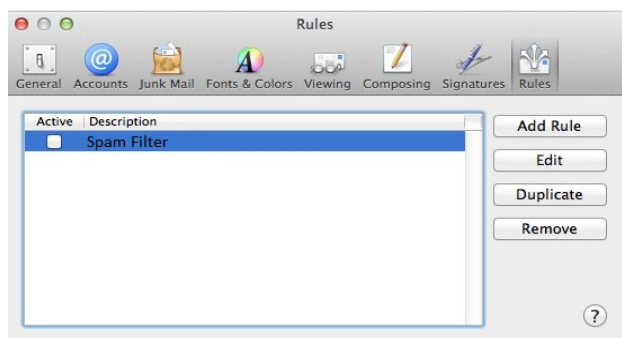 Rules
General Accounts Junk Mail Fonts & Colors Viewing Composing Signatures Rules
Active Description
Spam Filter
Add Rule
Edit
Duplicate
Remove
?